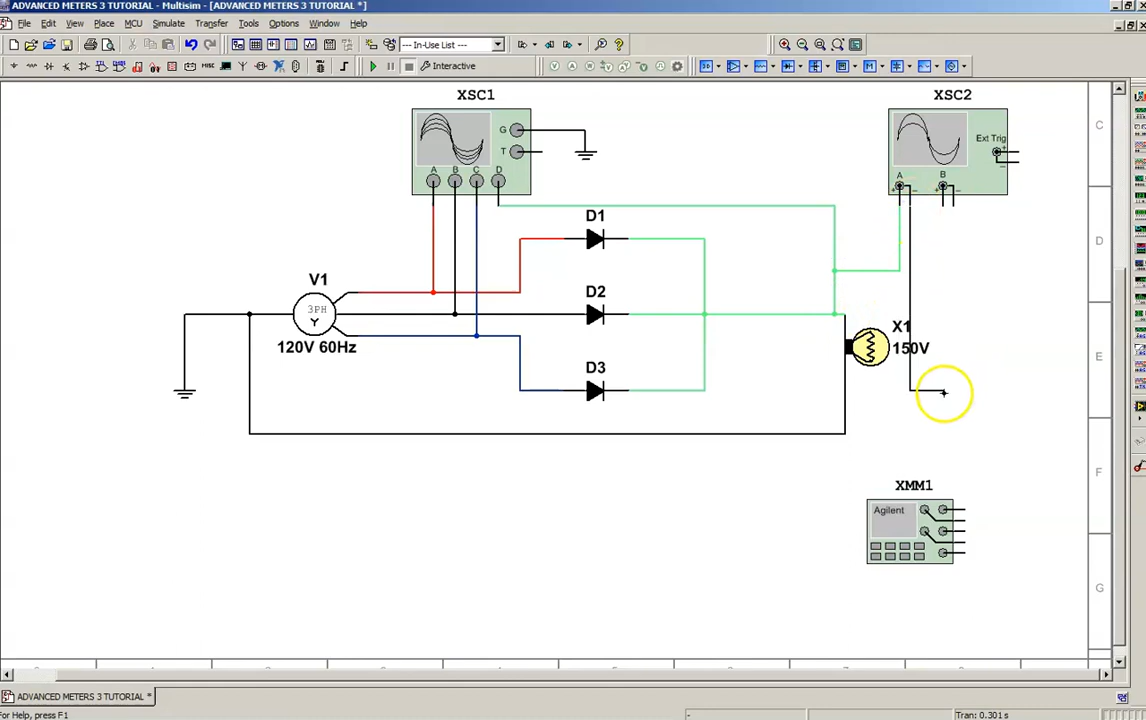 ADVANCED METERS 3 TUTORIAL - Multisim - [ADVANCED METERS 3 TUTORIAL *]
File Edit View Place MCU Simulate Transfer Tools Options Window Help
--- In-Use List ---
Interactive
XSC1
XSC2
G
T
A B C D
Ext Trig
+
-
A B
+ - + -
D1
V1
3PH
Y
120V 60Hz
D2
X1
150V
D3
XMM1
Agilent
C
D
E
F
G
ADVANCED METERS 3 TUTORIAL *
For Help, press F1
-
Tran: 0.301 s